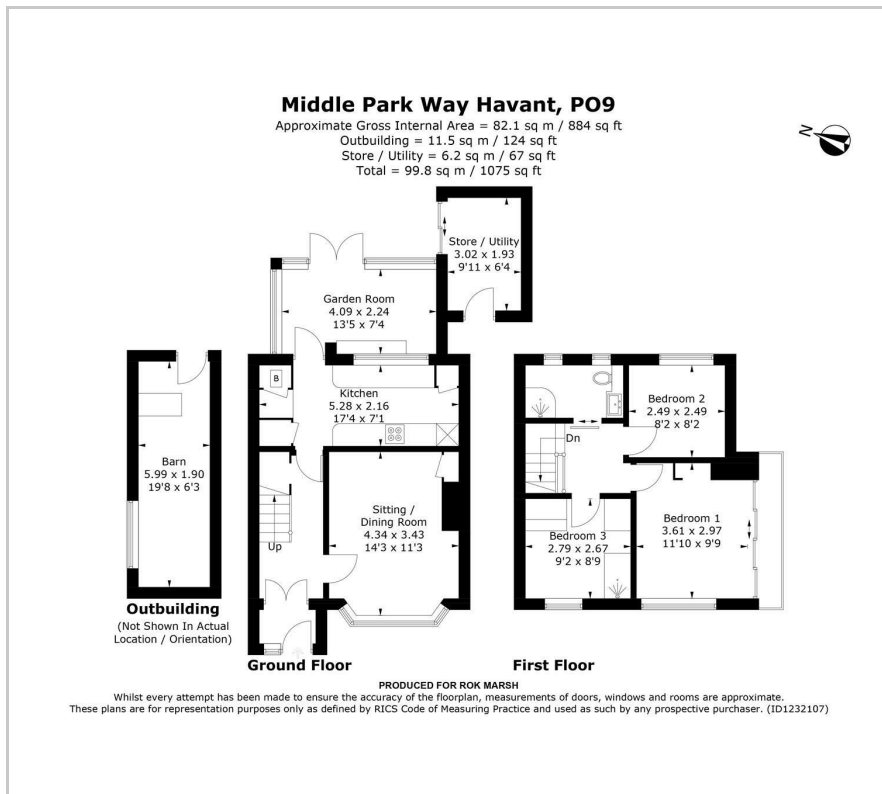 Middle Park Way Havant, PO9
Approximate Gross Internal Area = 82.1 sq m / 884 sq ft
Outbuilding = 11.5 sq m / 124 sq ft
Store / Utility = 6.2 sq m / 67 sq ft
Total = 99.8 sq m / 1075 sq ft
N
Store / Utility
3.02 x 1.93
9'11 x 6'4
Garden Room
4.09 x 2.24
13'5 x 7'4
B
Kitchen
5.28 x 2.16
17'4 x 7'1
Barn
5.99 x 1.90
19'8 x 6'3
Sitting /
Dining Room
4.34 x 3.43
14'3 x 11'3
Up
Outbuilding
(Not Shown In Actual
Location / Orientation)
Ground Floor
Bedroom 2
2.49 x 2.49
8'2 x 8'2
Dn
Bedroom 1
3.61 x 2.97
11'10 x 9'9
Bedroom 3
2.79 x 2.67
9'2 x 8'9
First Floor
PRODUCED FOR ROK MARSH
Whilst every attempt has been made to ensure the accuracy of the floorplan, measurements of doors, windows and rooms are approximate.
These plans are for representation purposes only as defined by RICS Code of Measuring Practice and used as such by any prospective purchaser. (ID1232107)